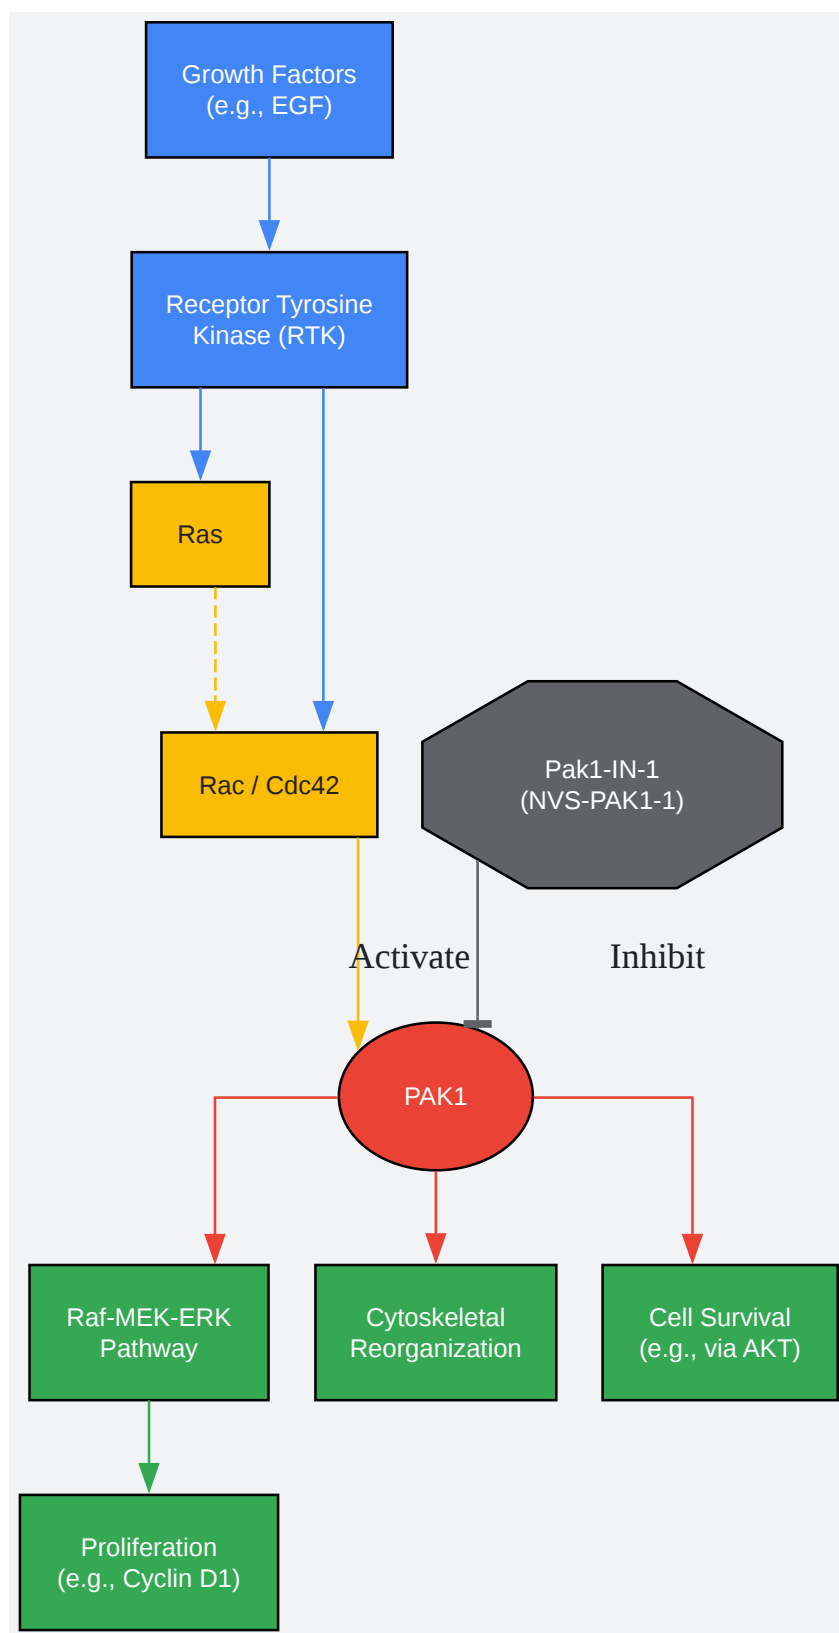 Growth Factors
(e.g., EGF)
Receptor Tyrosine
Kinase (RTK)
Ras
Rac / Cdc42
Pak1-IN-1
(NVS-PAK1-1)
Activate
Inhibit
PAK1
Raf-MEK-ERK
Pathway
Cytoskeletal
Reorganization
Cell Survival
(e.g., via AKT)
Proliferation
(e.g., Cyclin D1)